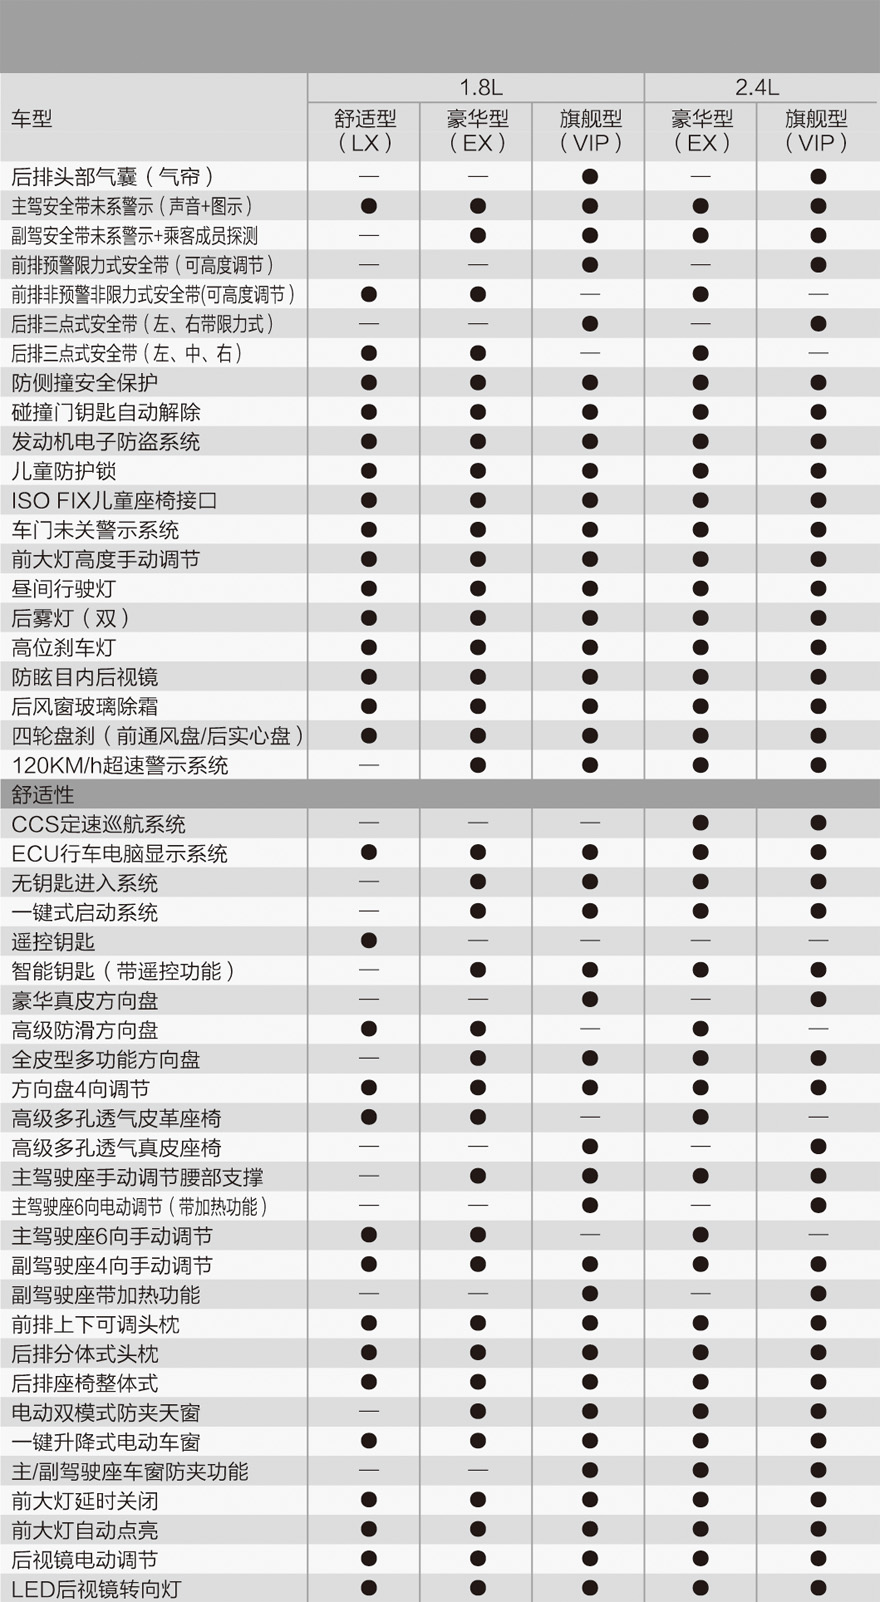 1.8L 2.4L
车型 舒适型 豪华型 旗舰型 豪华型 旗舰型
（LX） （EX） （VIP） （EX） （VIP）
后排头部气囊（气帘） — — ● — ●
主驾安全带未系警示（声音+图示） ● ● ● ● ●
副驾安全带未系警示+乘客成员探测 — ● ● ● ●
前排预警限力式安全带（可高度调节） — — ● — ●
前排非预警非限力式安全带(可高度调节） ● ● — ● —
后排三点式安全带（左、右带限力式） — — ● — ●
后排三点式安全带（左、中、右） ● ● — ● —
防侧撞安全保护 ● ● ● ● ●
碰撞门钥匙自动解除 ● ● ● ● ●
发动机电子防盗系统 ● ● ● ● ●
儿童防护锁 ● ● ● ● ●
ISO FIX儿童座椅接口 ● ● ● ● ●
车门未关警示系统 ● ● ● ● ●
前大灯高度手动调节 ● ● ● ● ●
昼间行驶灯 ● ● ● ● ●
后雾灯（双） ● ● ● ● ●
高位刹车灯 ● ● ● ● ●
防眩目内后视镜 ● ● ● ● ●
后风窗玻璃除霜 ● ● ● ● ●
四轮盘刹（前通风盘/后实心盘） ● ● ● ● ●
120KM/h超速警示系统 — ● ● ● ●
舒适性
CCS定速巡航系统 — — — ● ●
ECU行车电脑显示系统 ● ● ● ● ●
无钥匙进入系统 — ● ● ● ●
一键式启动系统 — ● ● ● ●
遥控钥匙 ● — — — —
智能钥匙（带遥控功能） — ● ● ● ●
豪华真皮方向盘 — — ● — ●
高级防滑方向盘 ● ● — ● —
全皮型多功能方向盘 — ● ● ● ●
方向盘4向调节 ● ● ● ● ●
高级多孔透气皮革座椅 ● ● — ● —
高级多孔透气真皮座椅 — — ● — ●
主驾驶座手动调节腰部支撑 — ● ● ● ●
主驾驶座6向电动调节（带加热功能） — — ● — ●
主驾驶座6向手动调节 ● ● — ● —
副驾驶座4向手动调节 ● ● ● ● ●
副驾驶座带加热功能 — — ● — ●
前排上下可调头枕 ● ● ● ● ●
后排分体式头枕 ● ● ● ● ●
后排座椅整体式 ● ● ● ● ●
电动双模式防夹天窗 — ● ● ● ●
一键升降式电动车窗 ● ● ● ● ●
主/副驾驶座车窗防夹功能 — — ● ● ●
前大灯延时关闭 ● ● ● ● ●
前大灯自动点亮 ● ● ● ● ●
后视镜电动调节 ● ● ● ● ●
LED后视镜转向灯 ● ● ● ● ●